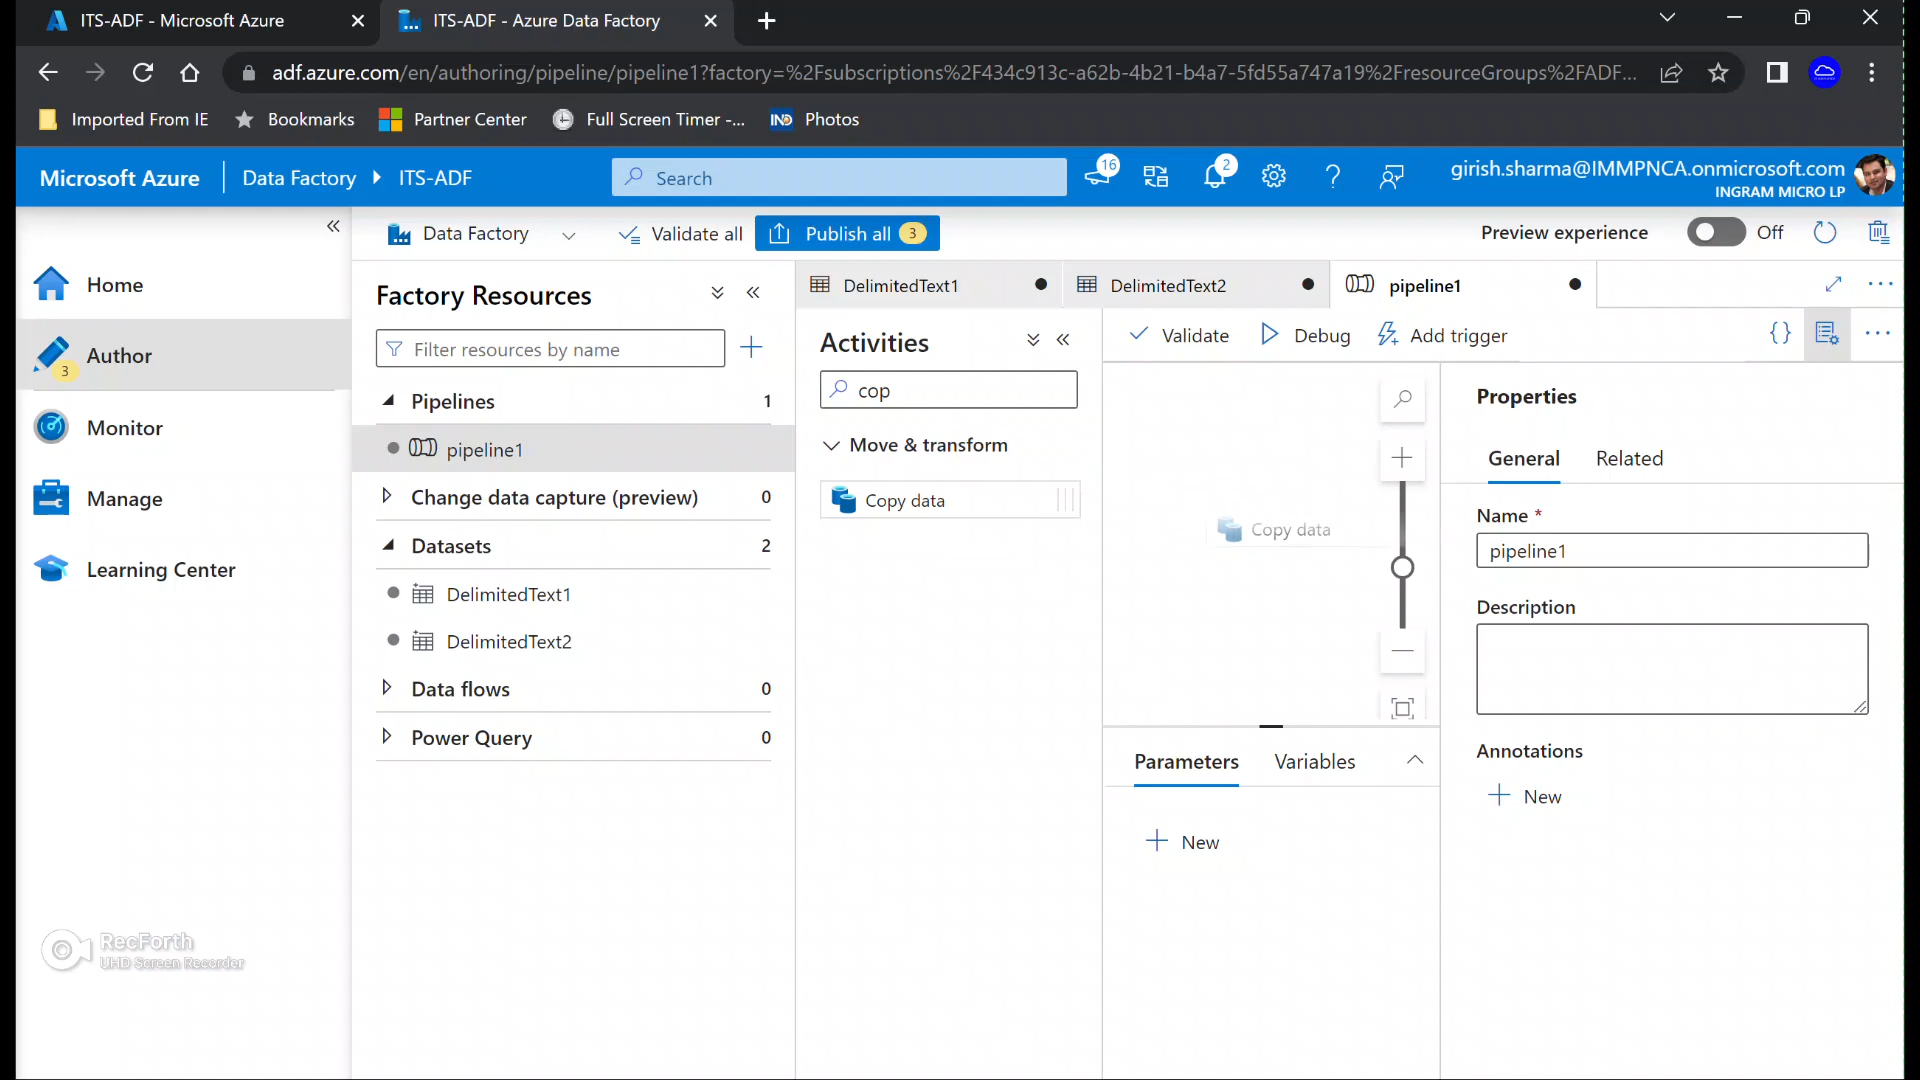 ITS-ADF - Microsoft Azure
ITS-ADF - Azure Data Factory
adf.azure.com/en/authoring/pipeline/pipeline1?factory=%2Fsubscriptions%2F434c913c-a62b-4b21-b4a7-5fd55a747a19%2FresourceGroups%2FADF...
Imported From IE
Bookmarks
Partner Center
Full Screen Timer -...
IND
Photos
Microsoft Azure
Data Factory
ITS-ADF
Search
16
2
girish.sharma@IMMPNCA.onmicrosoft.com
INGRAM MICRO LP
Data Factory
Validate all
Publish all 3
Preview experience
Off
Home
Author
3
Monitor
Manage
Learning Center
Factory Resources
Filter resources by name
Pipelines 1
pipeline1
Change data capture (preview) 0
Datasets 2
DelimitedText1
DelimitedText2
Data flows 0
Power Query 0
DelimitedText1
DelimitedText2
pipeline1
Activities
cop
Move & transform
Copy data
Validate
Debug
Add trigger
{}
Copy data
Parameters
Variables
New
Properties
General
Related
Name *
pipeline1
Description
Annotations
New
RecForth
UHD Screen Recorder